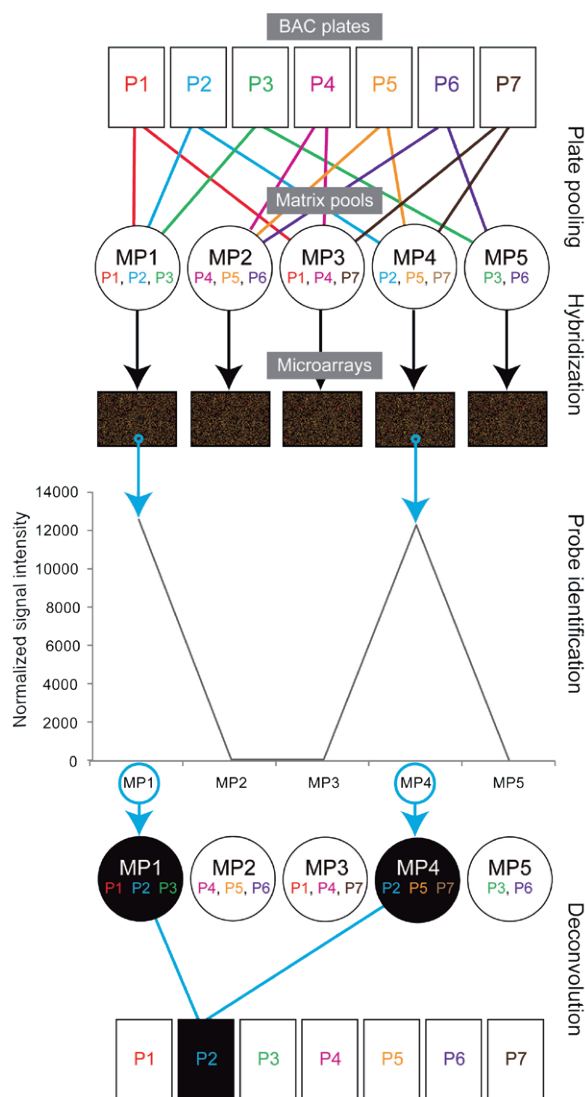 BAC plates
P1 P2 P3 P4 P5 P6 P7
Plate pooling
Matrix pools
MP1 MP2 MP3 MP4 MP5
P1, P2, P3 P4, P5, P6 P1, P4, P7 P2, P5, P7 P3, P6
Hybridization
Microarrays
Probe identification
Normalized signal intensity
14000
12000
10000
8000
6000
4000
2000
0
MP1 MP2 MP3 MP4 MP5
MP1 MP2 MP3 MP4 MP5
P1 P2 P3 P4, P5, P6 P1, P4, P7 P2 P5 P7 P3, P6
Deconvolution
P1 P2 P3 P4 P5 P6 P7